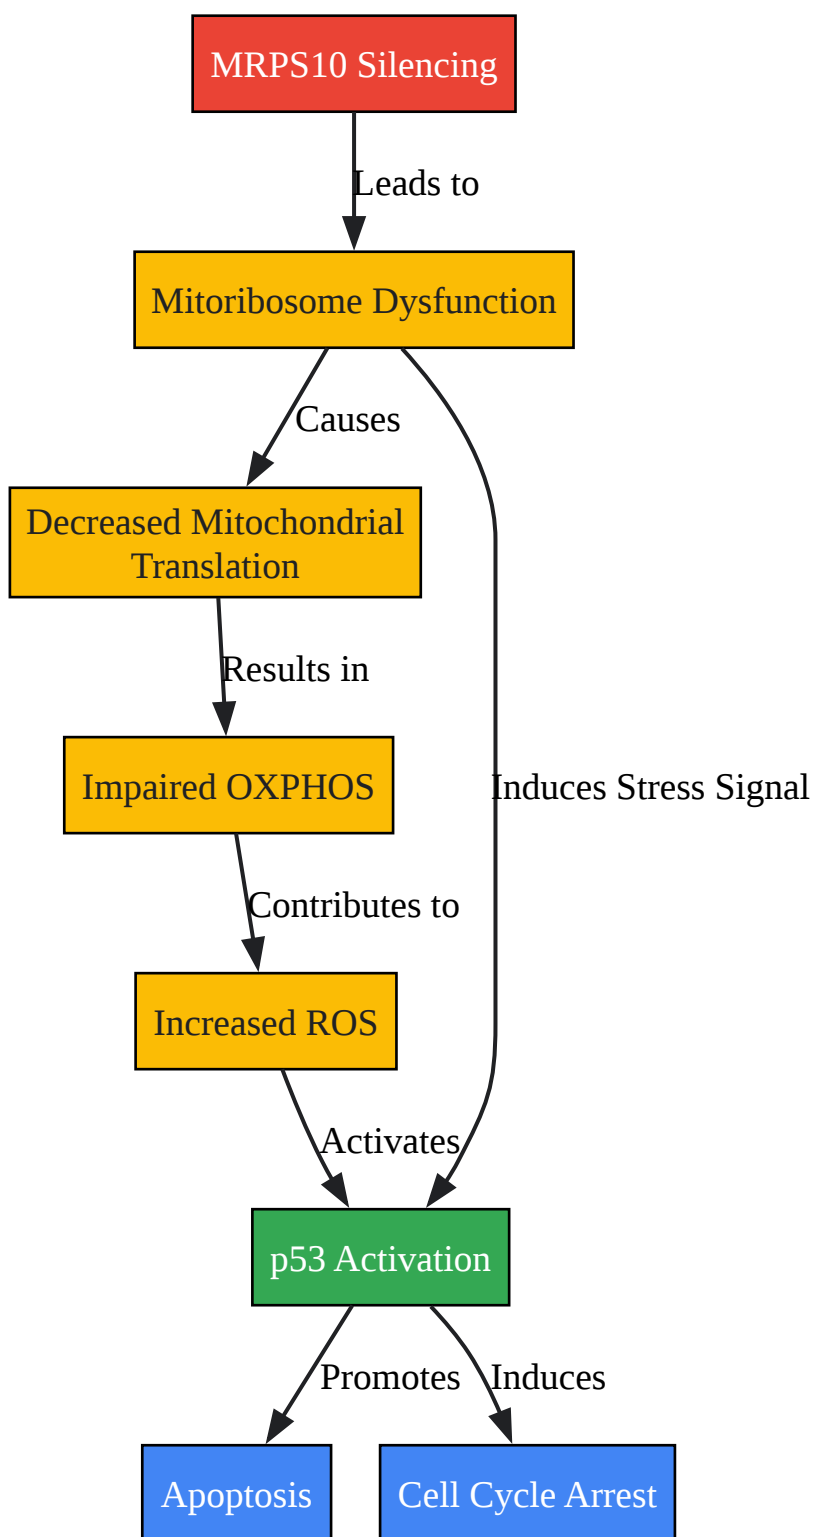 MRPS10 Silencing
Leads to
Mitoribosome Dysfunction
Causes
Decreased Mitochondrial
Translation
Results in
Impaired OXPHOS
Induces Stress Signal
Contributes to
Increased ROS
Activates
p53 Activation
Promotes
Induces
Apoptosis
Cell Cycle Arrest